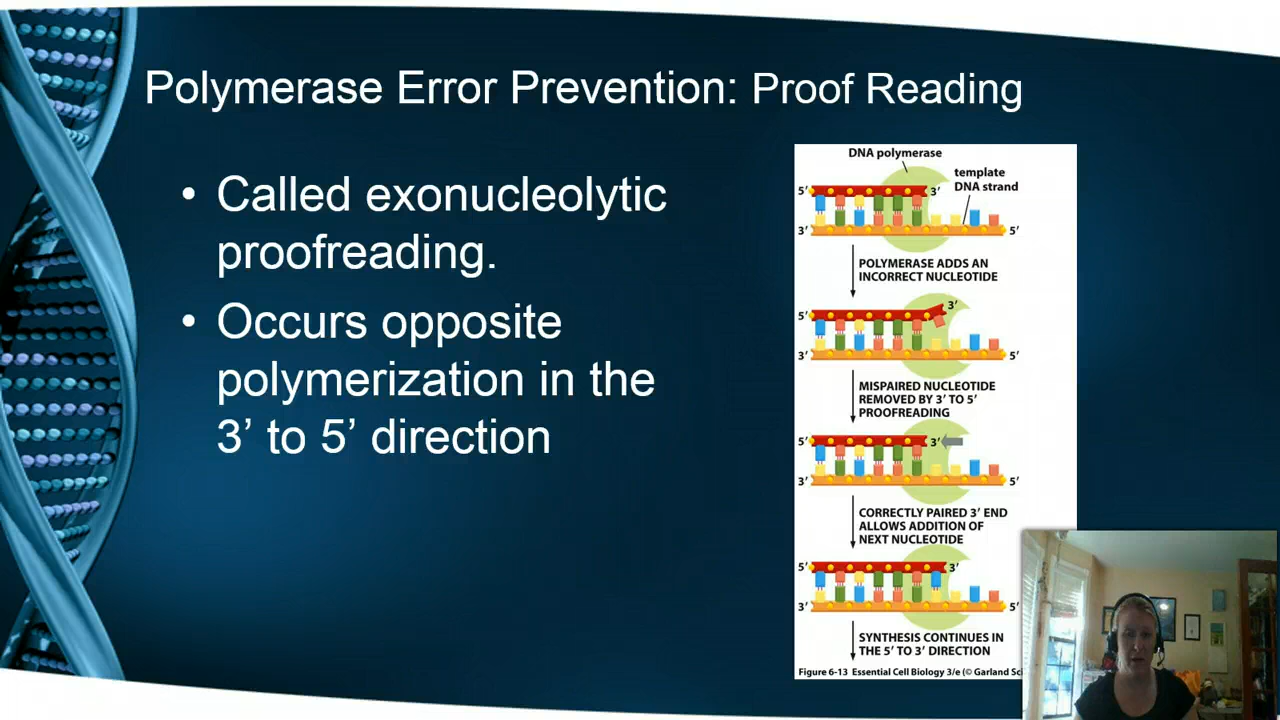 Polymerase Error Prevention: Proof Reading
• Called exonucleolytic
proofreading.
• Occurs opposite
polymerization in the
3’ to 5’ direction
DNA polymerase
template
DNA strand
5′ 3′
3′ 5′
POLYMERASE ADDS AN
INCORRECT NUCLEOTIDE
3′
5′
3′ 5′
MISPAIRED NUCLEOTIDE
REMOVED BY 3′ TO 5′
PROOFREADING
5′ 3′
3′ 5′
CORRECTLY PAIRED 3′ END
ALLOWS ADDITION OF
NEXT NUCLEOTIDE
5′ 3′
3′ 5′
SYNTHESIS CONTINUES IN
THE 5′ TO 3′ DIRECTION
Figure 6-13 Essential Cell Biology 3/e (© Garland